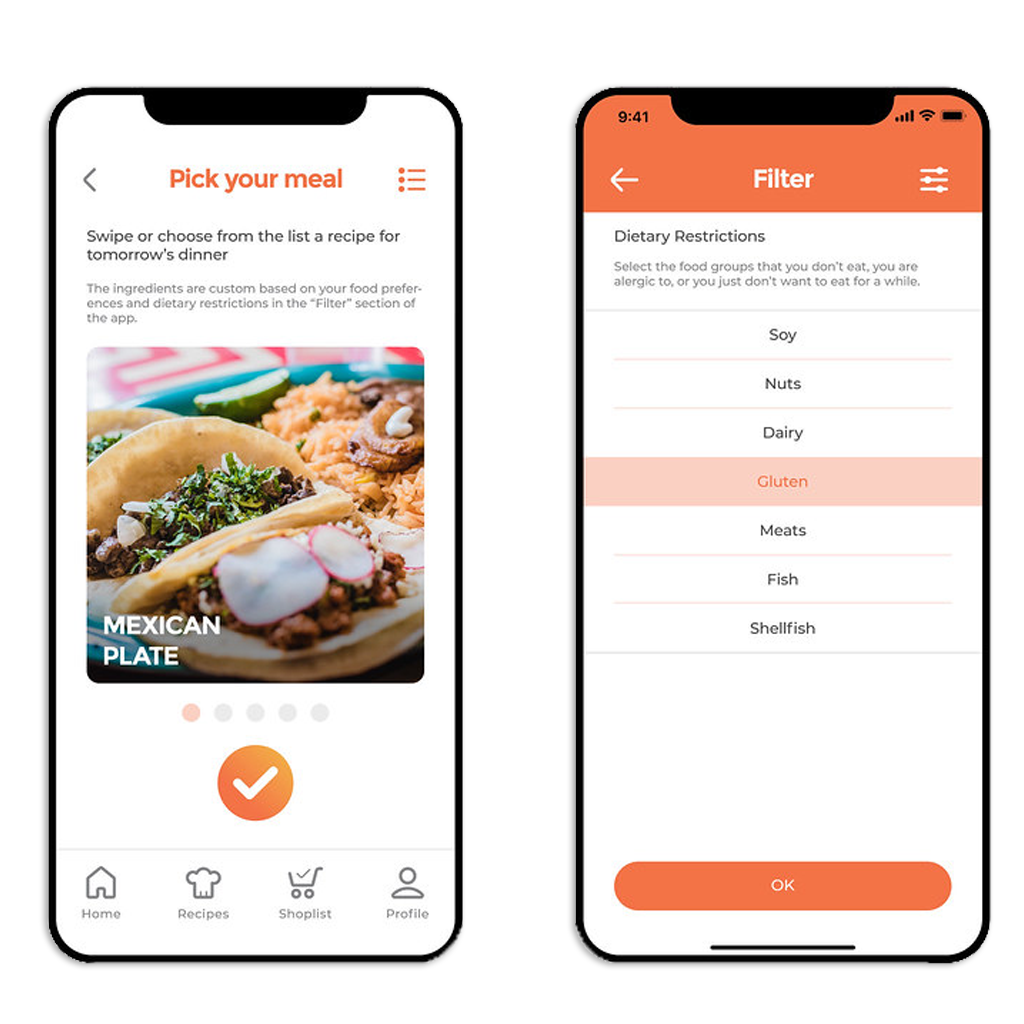 Pick your meal
Swipe or choose from the list a recipe for
tomorrow's dinner
The ingredients are custom based on your food prefer-
ences and dietary restrictions in the “Filter” section of
the app.
MEXICAN
PLATE
Home
Recipes
Shoplist
Profile
9:41
Filter
Dietary Restrictions
Select the food groups that you don't eat, you are
alergic to, or you just don't want to eat for a while.
Soy
Nuts
Dairy
Gluten
Meats
Fish
Shellfish
OK